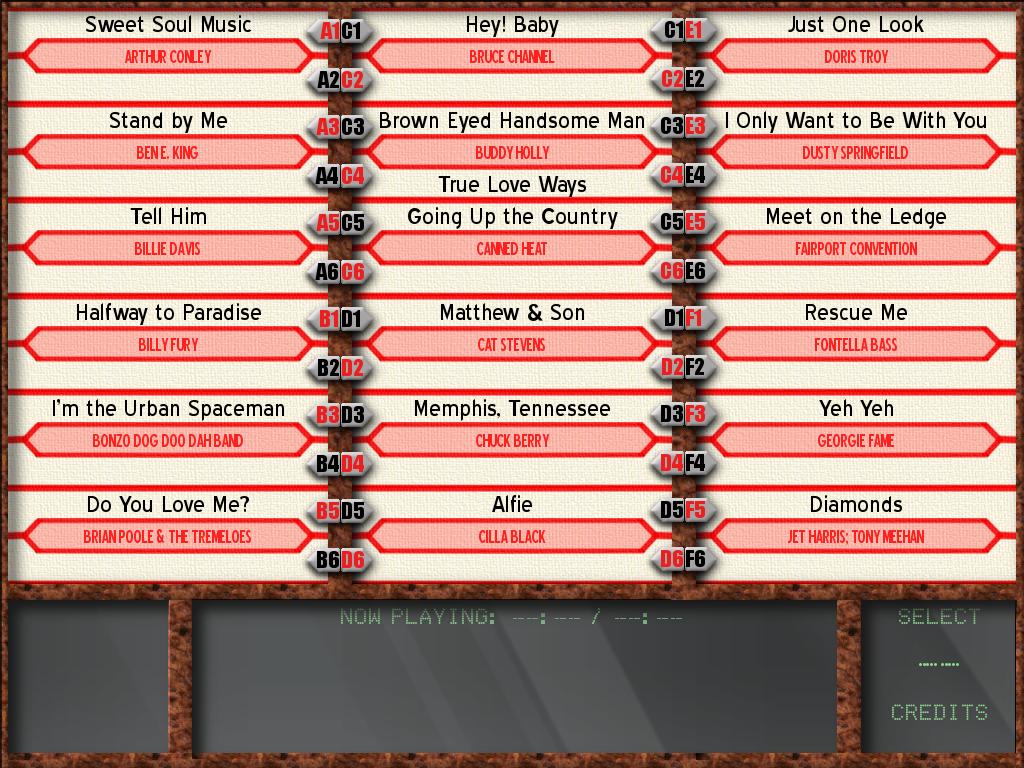 Sweet Soul Music
ARTHUR CONLEY
A1 C1
A2 C2
Hey! Baby
BRUCE CHANNEL
C1 E1
C2 E2
Just One Look
DORIS TROY
Stand by Me
BEN E. KING
A3 C3
A4 C4
Brown Eyed Handsome Man
BUDDY HOLLY
True Love Ways
C3 E3
C4 E4
I Only Want to Be With You
DUSTY SPRINGFIELD
Tell Him
BILLIE DAVIS
A5 C5
A6 C6
Going Up the Country
CANNED HEAT
C5 E5
C6 E6
Meet on the Ledge
FAIRPORT CONVENTION
Halfway to Paradise
BILLY FURY
B1 D1
B2 D2
Matthew & Son
CAT STEVENS
D1 F1
D2 F2
Rescue Me
FONTELLA BASS
I'm the Urban Spaceman
BONZO DOG DOO DAH BAND
B3 D3
B4 D4
Memphis, Tennessee
CHUCK BERRY
D3 F3
D4 F4
Yeh Yeh
GEORGIE FAME
Do You Love Me?
BRIAN POOLE & THE TREMELOES
B5 D5
B6 D6
Alfie
CILLA BLACK
D5 F5
D6 F6
Diamonds
JET HARRIS; TONY MEEHAN
NOW PLAYING: --:-- / --:--
SELECT
-- --
CREDITS